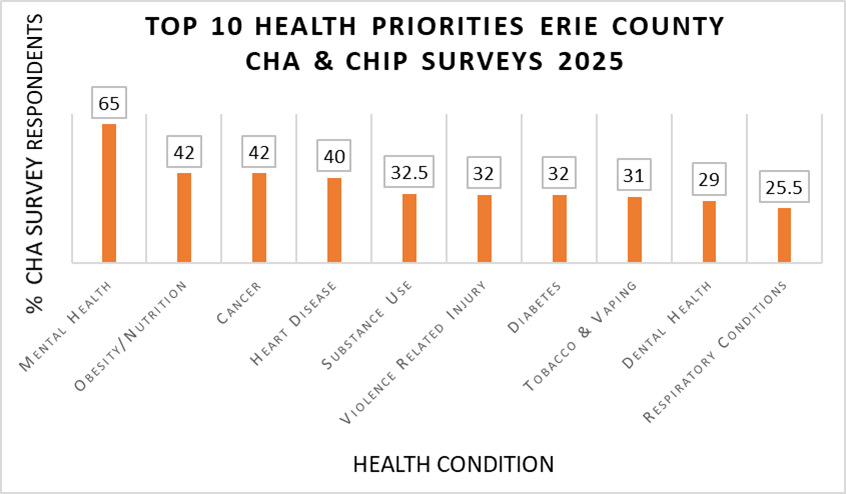 TOP 10 HEALTH PRIORITIES ERIE COUNTY
CHA & CHIP SURVEYS 2025
% CHA SURVEY RESPONDENTS
65
42
42
40
32.5
32
32
31
29
25.5
MENTAL HEALTH
OBESITY/NUTRITION
CANCER
HEART DISEASE
SUBSTANCE USE
VIOLENCE RELATED INJURY
DIABETES
TOBACCO & VAPING
DENTAL HEALTH
RESPIRATORY CONDITIONS
HEALTH CONDITION